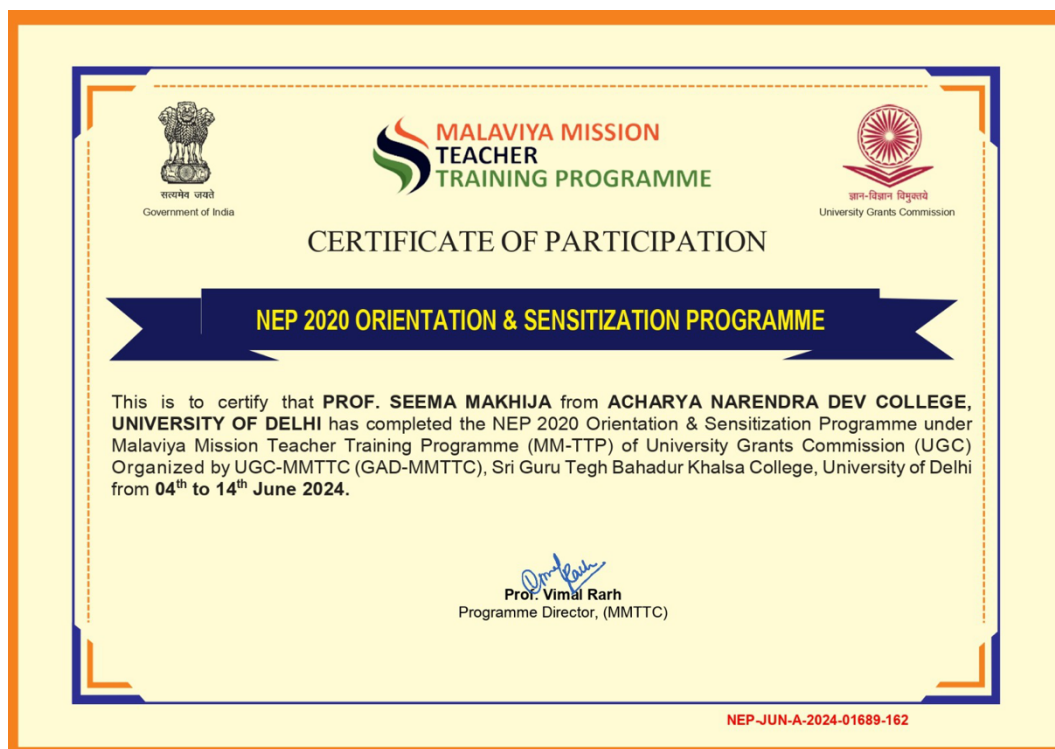 सत्यमेव जयते
Government of India
MALAVIYA MISSION
TEACHER
TRAINING PROGRAMME
ज्ञान-विज्ञान विमुक्तये
University Grants Commission
CERTIFICATE OF PARTICIPATION
NEP 2020 ORIENTATION & SENSITIZATION PROGRAMME
This is to certify that PROF. SEEMA MAKHIJA from ACHARYA NARENDRA DEV COLLEGE,
UNIVERSITY OF DELHI has completed the NEP 2020 Orientation & Sensitization Programme under
Malaviya Mission Teacher Training Programme (MM-TTP) of University Grants Commission (UGC)
Organized by UGC-MMTTC (GAD-MMTTC), Sri Guru Tegh Bahadur Khalsa College, University of Delhi
from 04th to 14th June 2024.
Prof. Vimal Rarh
Programme Director, (MMTTC)
NEP-JUN-A-2024-01689-162